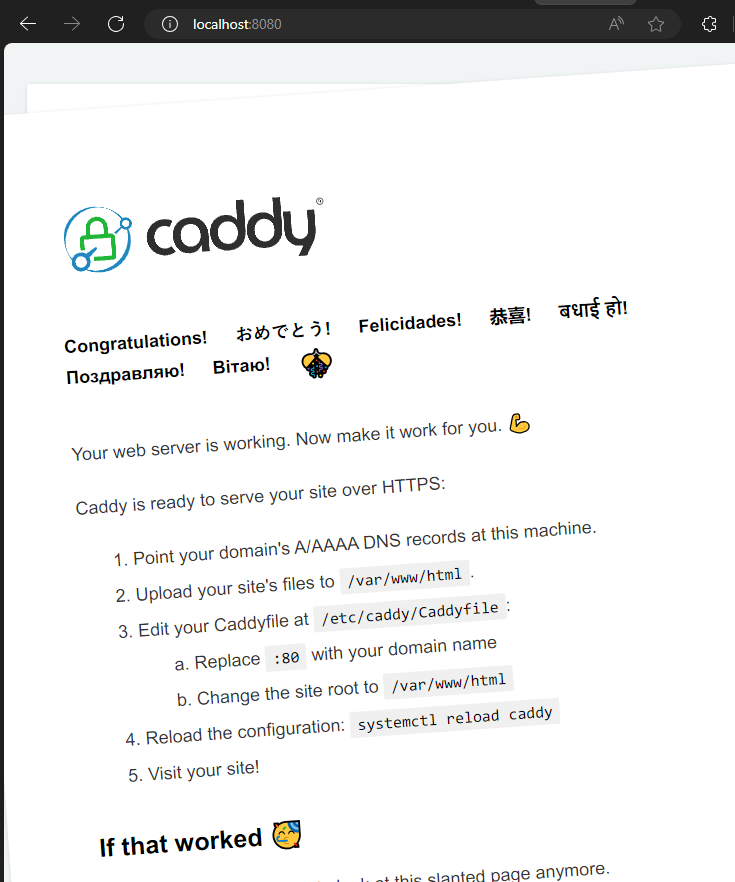 localhost:8080
caddy
Congratulations! おめでとう! Felicidades! 恭喜! बधाई हो!
Поздравляю! Вітаю!
Your web server is working. Now make it work for you. 💪
Caddy is ready to serve your site over HTTPS:
1. Point your domain's A/AAAA DNS records at this machine.
2. Upload your site's files to /var/www/html.
3. Edit your Caddyfile at /etc/caddy/Caddyfile:
a. Replace :80 with your domain name
b. Change the site root to /var/www/html
4. Reload the configuration: systemctl reload caddy
5. Visit your site!
If that worked 🥳
at this slanted page anymore.